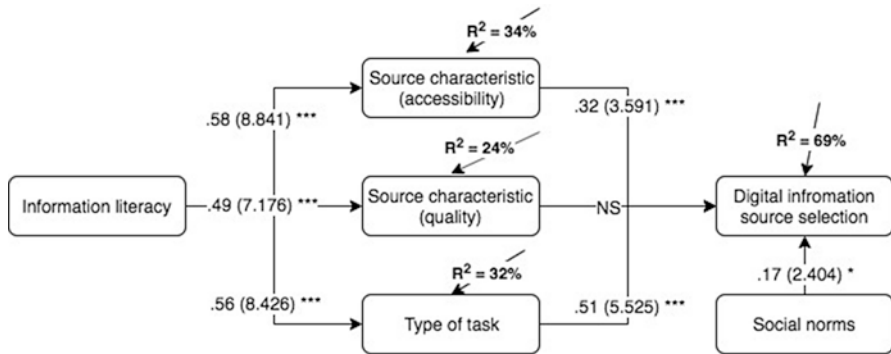 R² = 34%
Source characteristic
(accessibility)
.58 (8.841) ***
.32 (3.591) ***
R² = 24%
R² = 69%
Information literacy
.49 (7.176) ***
Source characteristic
(quality)
NS
Digital infromation
source selection
R² = 32%
.17 (2.404) *
.56 (8.426) ***
Type of task
.51 (5.525) ***
Social norms